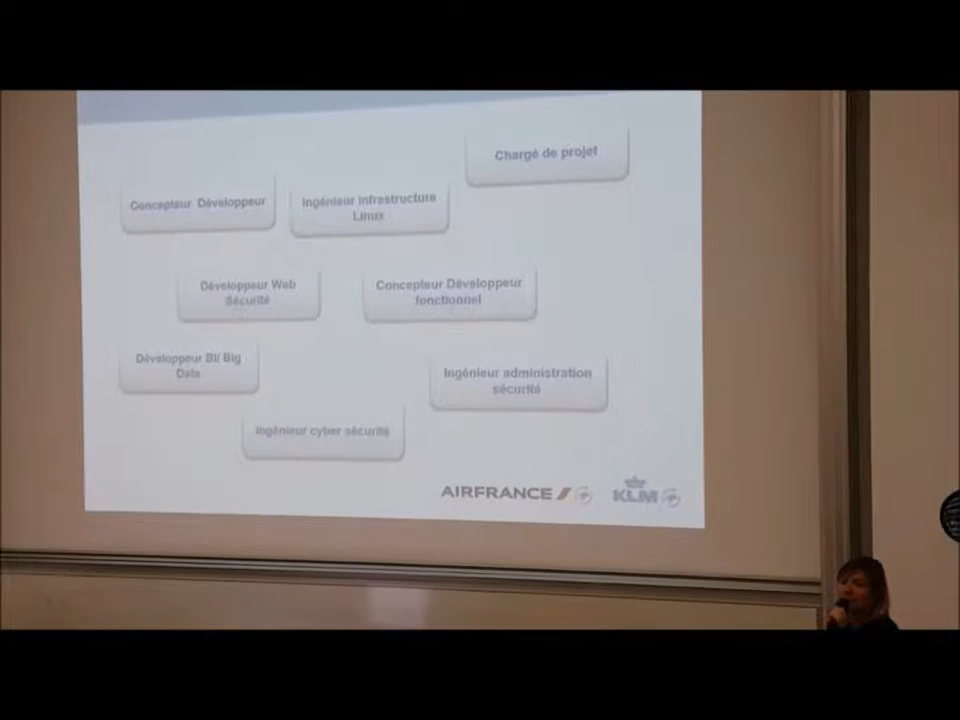 Chargé de projet
Concepteur Développeur
Ingénieur infrastructure
Linux
Développeur Web
Sécurité
Concepteur Développeur
fonctionnel
Développeur BI/ Big
Data
Ingénieur administration
sécurité
Ingénieur cyber sécurité
AIRFRANCE
KLM